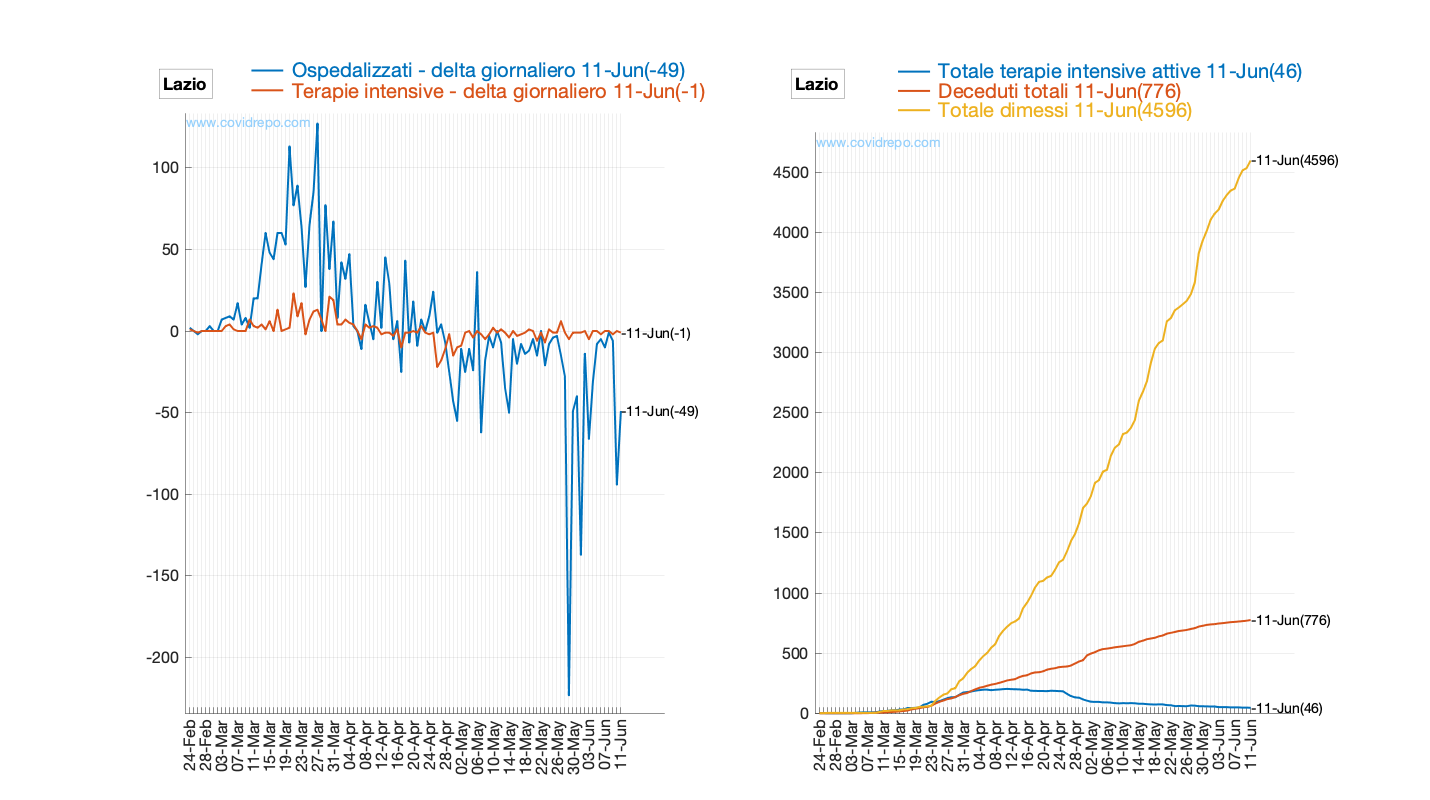 Lazio
Ospedalizzati - delta giornaliero 11-Jun(-49)
Terapie intensive - delta giornaliero 11-Jun(-1)
www.covidrepo.com
100
50
0
-50
-100
-150
-200
-11-Jun(-1)
-11-Jun(-49)
24-Feb
28-Feb
03-Mar
07-Mar
11-Mar
15-Mar
19-Mar
23-Mar
27-Mar
31-Mar
04-Apr
08-Apr
12-Apr
16-Apr
20-Apr
24-Apr
28-Apr
02-May
06-May
10-May
14-May
18-May
22-May
26-May
30-May
03-Jun
07-Jun
11-Jun
Lazio
Totale terapie intensive attive 11-Jun(46)
Deceduti totali 11-Jun(776)
Totale dimessi 11-Jun(4596)
www.covidrepo.com
4500
4000
3500
3000
2500
2000
1500
1000
500
0
-11-Jun(4596)
-11-Jun(776)
-11-Jun(46)
24-Feb
28-Feb
03-Mar
07-Mar
11-Mar
15-Mar
19-Mar
23-Mar
27-Mar
31-Mar
04-Apr
08-Apr
12-Apr
16-Apr
20-Apr
24-Apr
28-Apr
02-May
06-May
10-May
14-May
18-May
22-May
26-May
30-May
03-Jun
07-Jun
11-Jun